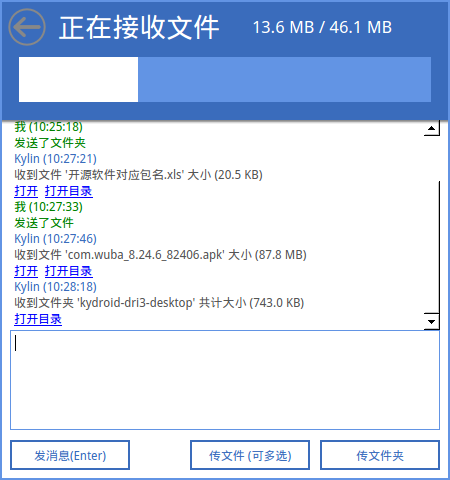 正在接收文件
13.6 MB / 46.1 MB
我 (10:25:18)
发送了文件夹
Kylin (10:27:21)
收到文件 '开源软件对应包名.xls' 大小 (20.5 KB)
打开 打开目录
我 (10:27:33)
发送了文件
Kylin (10:27:46)
收到文件 'com.wuba_8.24.6_82406.apk' 大小 (87.8 MB)
打开 打开目录
Kylin (10:28:18)
收到文件夹 'kydroid-dri3-desktop' 共计大小 (743.0 KB)
打开目录
发消息(Enter)
传文件 (可多选)
传文件夹